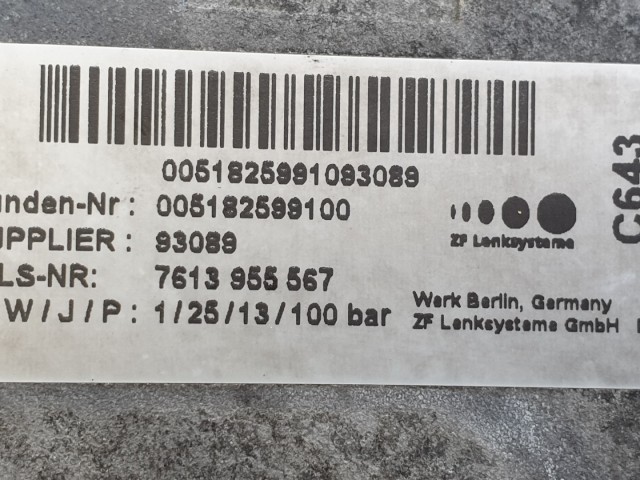 0051825991093089
unden-Nr : 005182599100
UPPLIER : 93089
ZF Lenksysteme
LS-NR: 7613 955 567
W / J / P : 1/25/13/100 bar
Werk Berlin, Germany
ZF Lenksysteme GmbH
C643